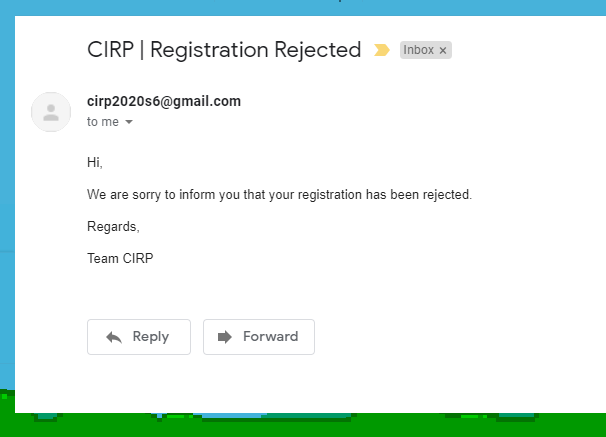 CIRP | Registration Rejected Inbox ×
cirp2020s6@gmail.com
to me
Hi,
We are sorry to inform you that your registration has been rejected.
Regards,
Team CIRP
Reply Forward